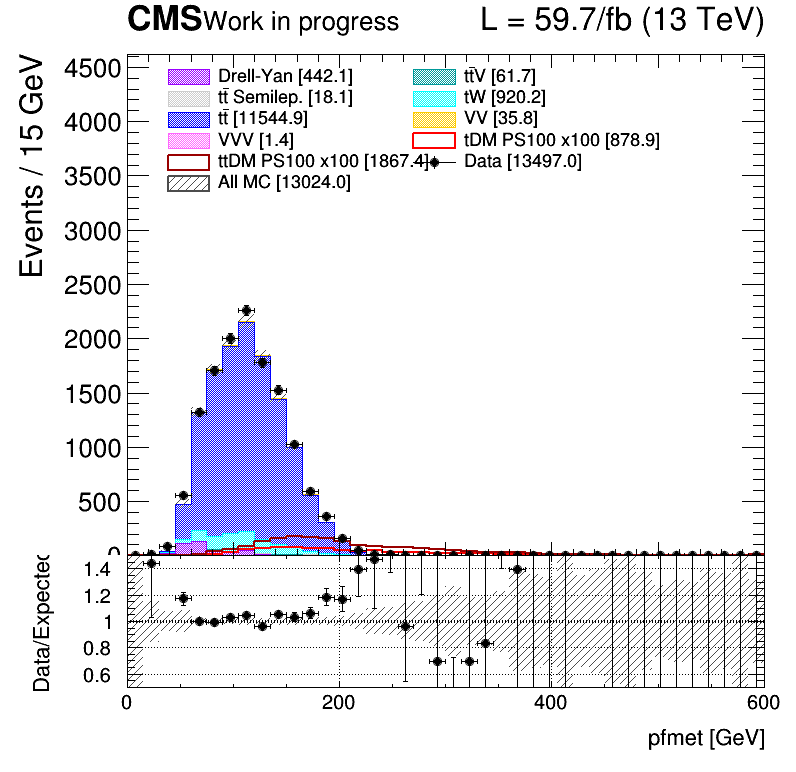 CMS Work in progress L = 59.7/fb (13 TeV)
Events / 15 GeV
4500
4000
3500
3000
2500
2000
1500
1000
500
0
Drell-Yan [442.1] tt̄V [61.7]
tt̄ Semilep. [18.1] tW [920.2]
tt̄ [11544.9] VV [35.8]
VVV [1.4] tDM PS100 x100 [878.9]
ttDM PS100 x100 [1867.4] Data [13497.0]
All MC [13024.0]
Data/Expected
1.4
1.2
1
0.8
0.6
0 200 400 600
pfmet [GeV]